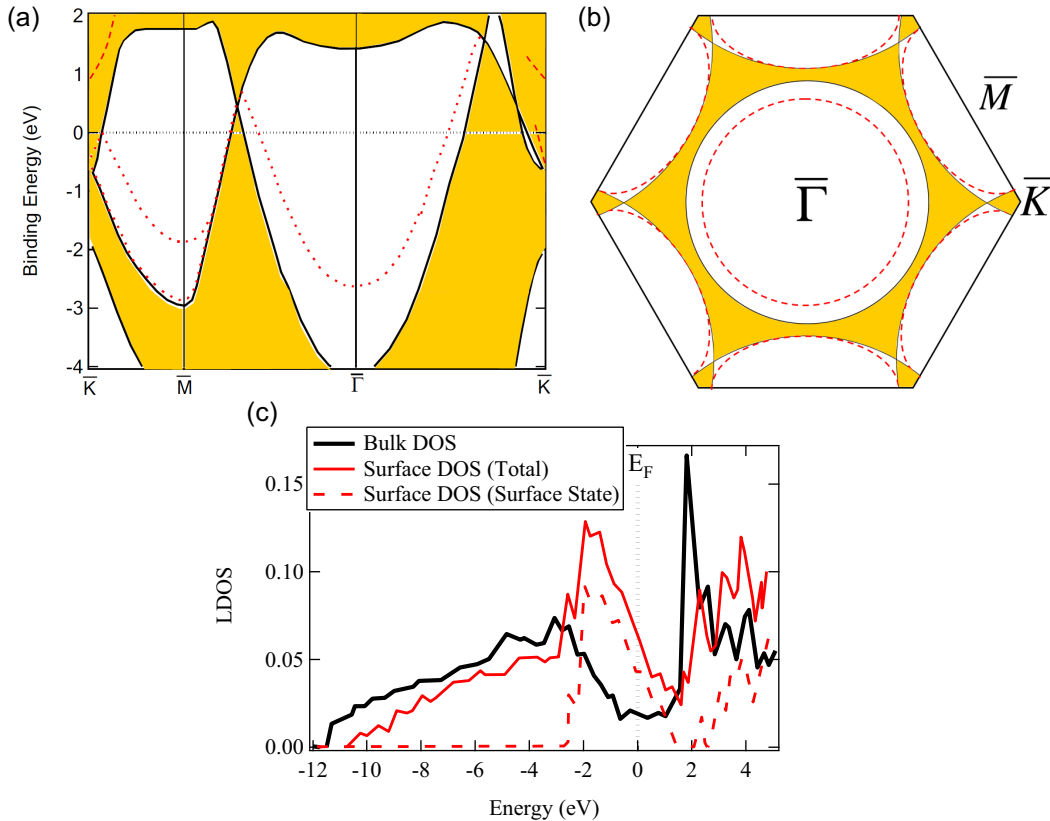 (a)
2
1
0
-1
-2
-3
-4
Binding Energy (eV)
K̅
M̅
Γ̅
K̅
(b)
M̅
K̅
Γ̅
(c)
Bulk DOS
Surface DOS (Total)
Surface DOS (Surface State)
E_F
0.15
0.10
0.05
0.00
LDOS
-12 -10 -8 -6 -4 -2 0 2 4
Energy (eV)